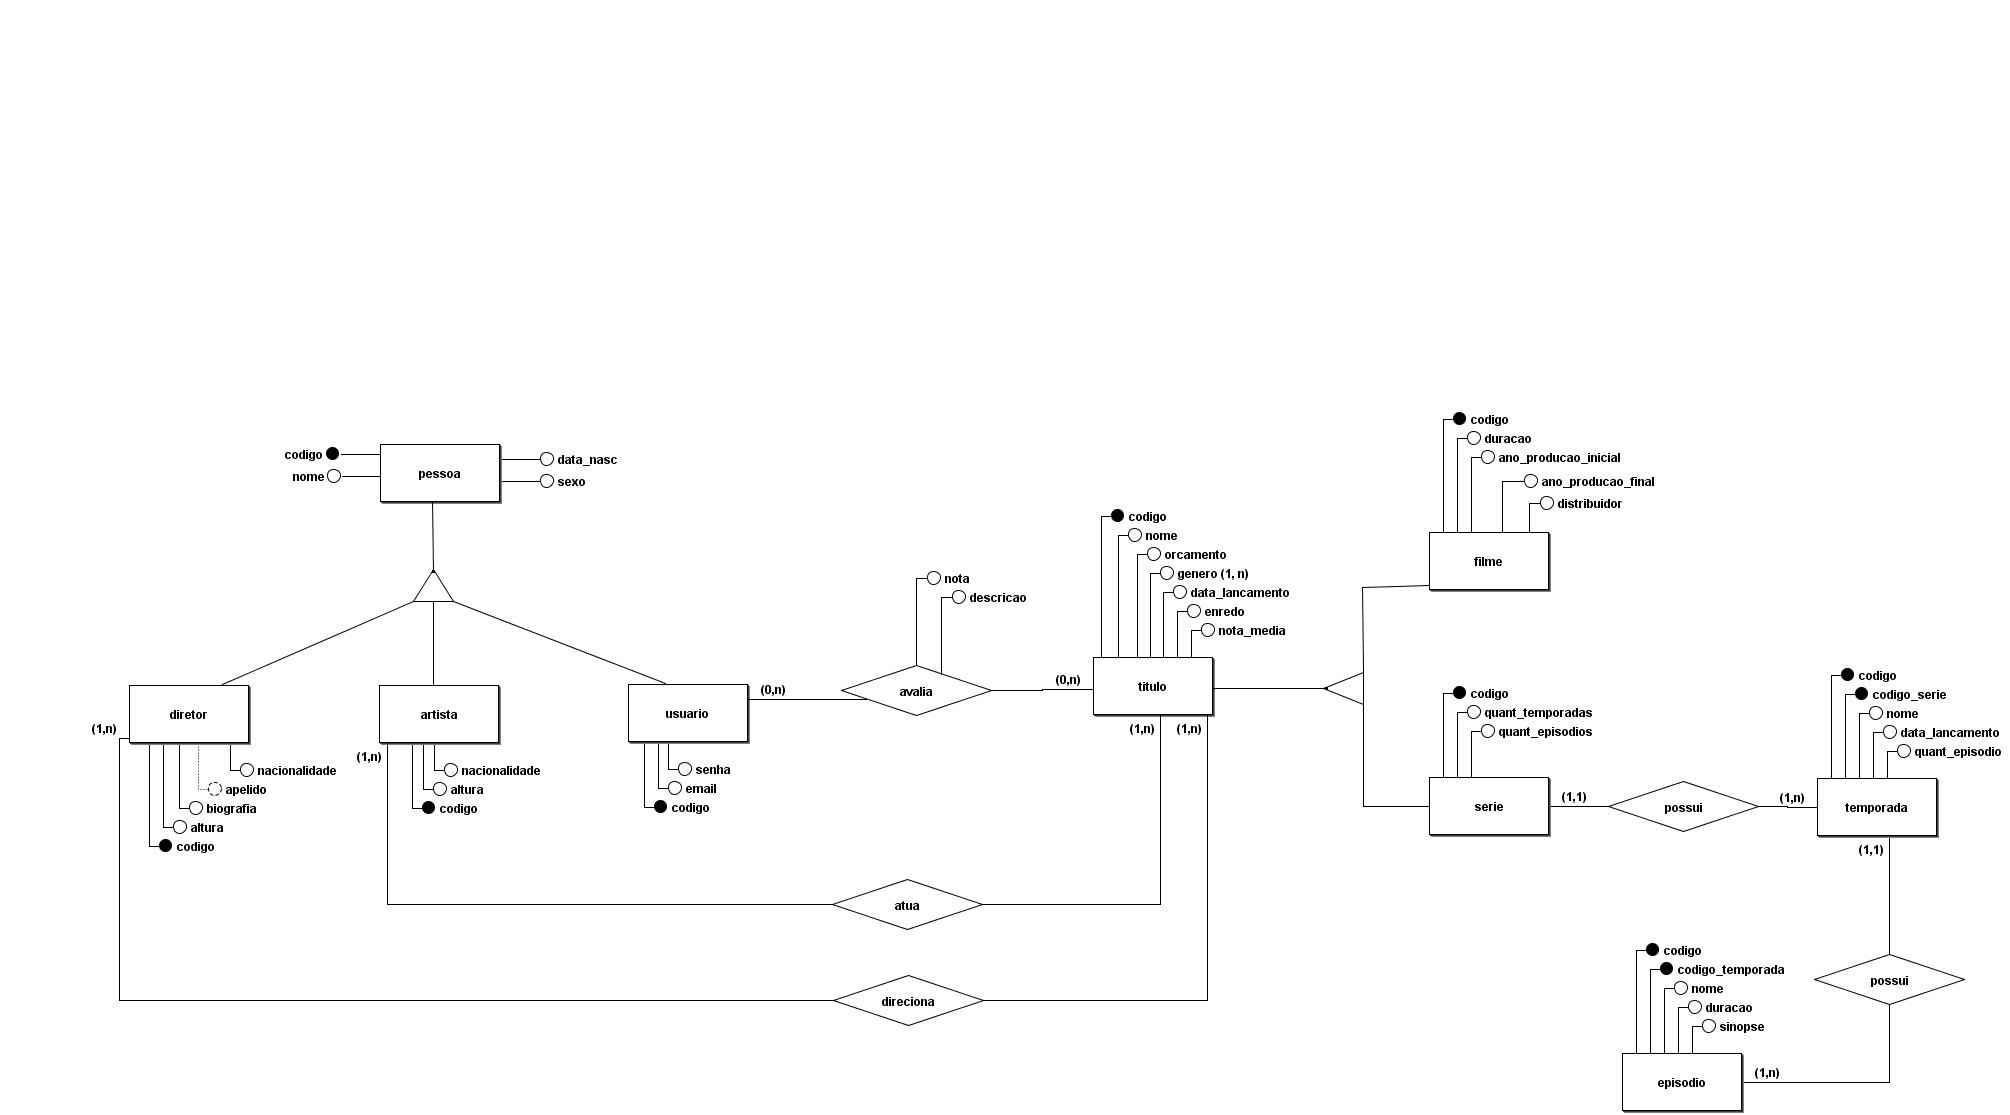 codigo
nome
pessoa
data_nasc
sexo
diretor
(1,n)
nacionalidade
apelido
biografia
altura
codigo
artista
(1,n)
nacionalidade
altura
codigo
usuario
(0,n)
senha
email
codigo
nota
descricao
avalia
(0,n)
codigo
nome
orcamento
genero (1, n)
data_lancamento
enredo
nota_media
titulo
(1,n)
(1,n)
atua
direciona
codigo
duracao
ano_producao_inicial
ano_producao_final
distribuidor
filme
codigo
quant_temporadas
quant_episodios
serie
(1,1)
possui
(1,n)
codigo
codigo_serie
nome
data_lancamento
quant_episodio
temporada
(1,1)
possui
codigo
codigo_temporada
nome
duracao
sinopse
episodio
(1,n)